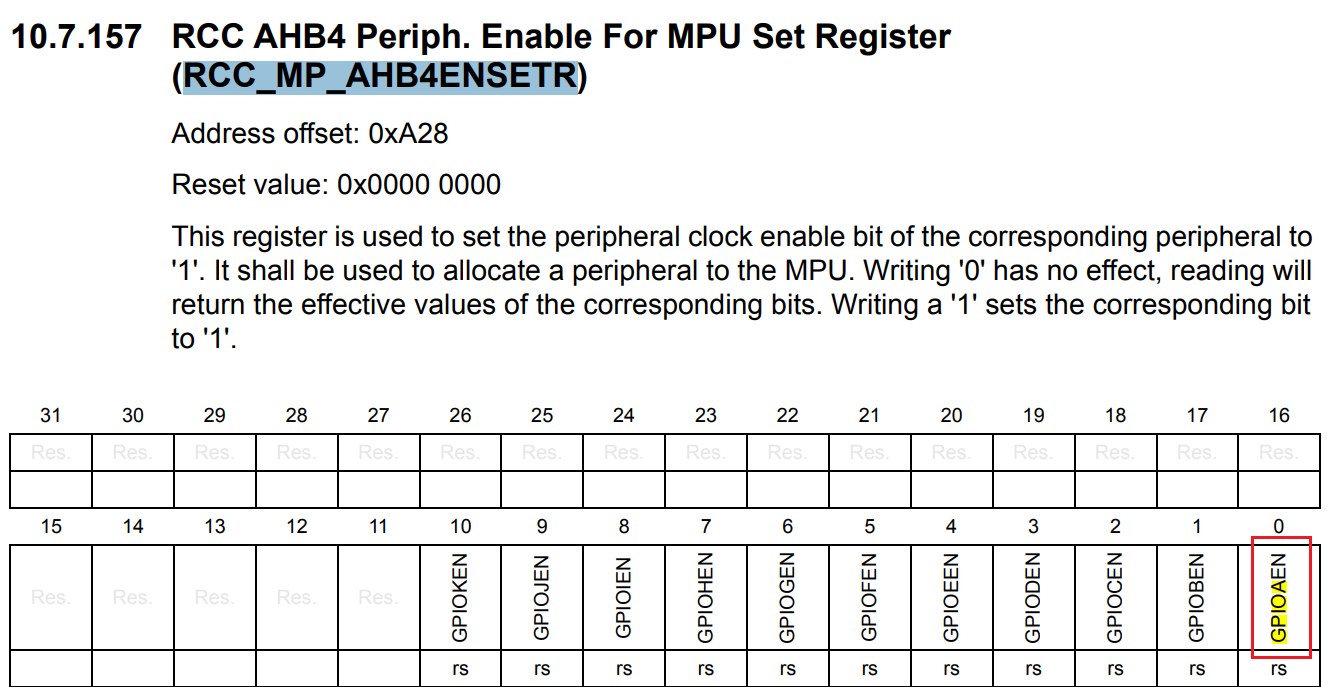 10.7.157 RCC AHB4 Periph. Enable For MPU Set Register
(RCC_MP_AHB4ENSETR)
Address offset: 0xA28
Reset value: 0x0000 0000
This register is used to set the peripheral clock enable bit of the corresponding peripheral to
'1'. It shall be used to allocate a peripheral to the MPU. Writing '0' has no effect, reading will
return the effective values of the corresponding bits. Writing a '1' sets the corresponding bit
to '1'.
31 30 29 28 27 26 25 24 23 22 21 20 19 18 17 16
Res. Res. Res. Res. Res. Res. Res. Res. Res. Res. Res. Res. Res. Res. Res. Res.
15 14 13 12 11 10 9 8 7 6 5 4 3 2 1 0
Res. Res. Res. Res. Res. GPIOKEN GPIOJEN GPIOIEN GPIOHEN GPIOGEN GPIOFEN GPIOEEN GPIODEN GPIOCEN GPIOBEN GPIOAEN
rs rs rs rs rs rs rs rs rs rs rs